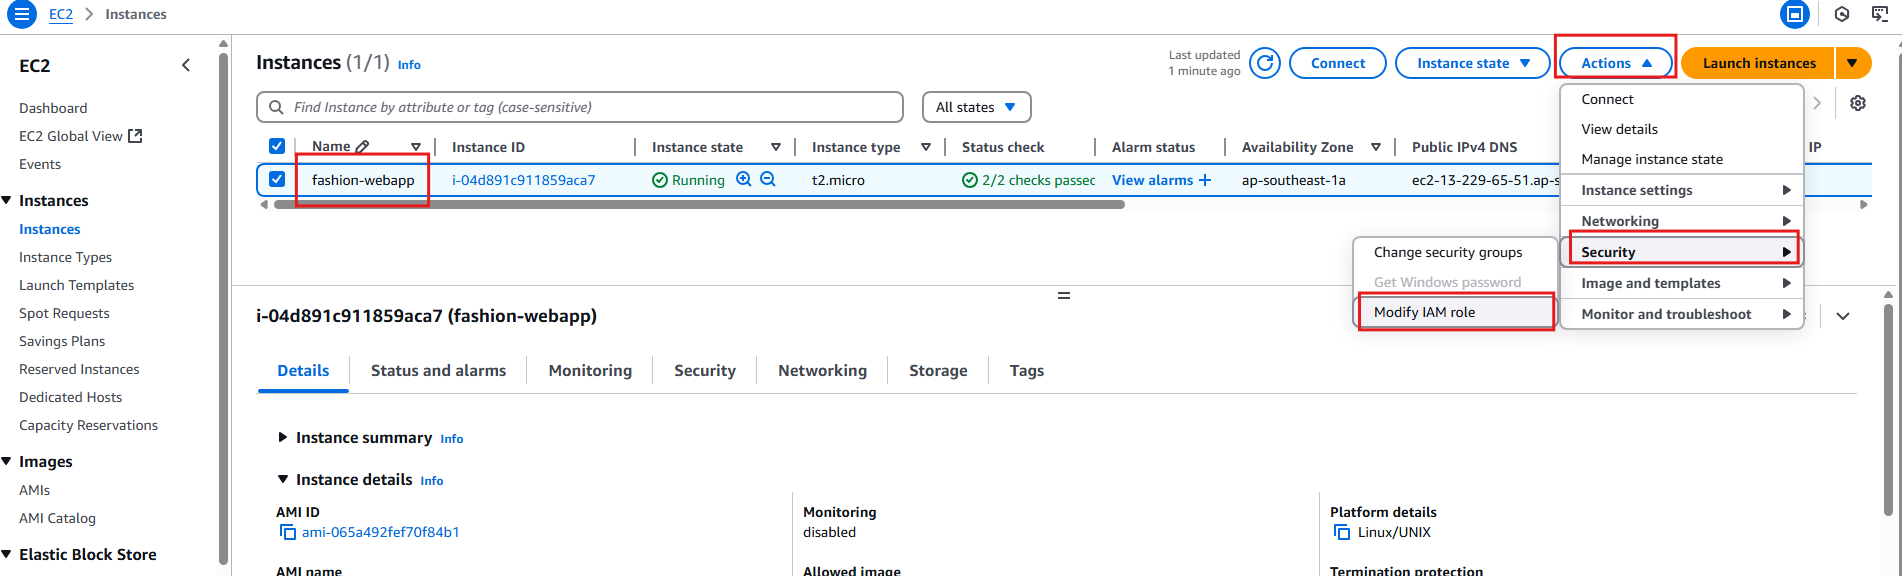 EC2 > Instances
EC2
Dashboard
EC2 Global View
Events
Instances
Instances
Instance Types
Launch Templates
Spot Requests
Savings Plans
Reserved Instances
Dedicated Hosts
Capacity Reservations
Images
AMIs
AMI Catalog
Elastic Block Store
Instances (1/1) Info
Last updated
1 minute ago
Connect
Instance state
Actions
Launch instances
Find Instance by attribute or tag (case-sensitive)
All states
Name Instance ID Instance state Instance type Status check Alarm status Availability Zone Public IPv4 DNS IP
fashion-webapp i-04d891c911859aca7 Running t2.micro 2/2 checks passec View alarms + ap-southeast-1a ec2-13-229-65-51.ap-s
Connect
View details
Manage instance state
Instance settings
Networking
Security
Image and templates
Monitor and troubleshoot
Change security groups
Get Windows password
Modify IAM role
i-04d891c911859aca7 (fashion-webapp)
Details Status and alarms Monitoring Security Networking Storage Tags
Instance summary Info
Instance details Info
AMI ID
ami-065a492fef70f84b1
Monitoring
disabled
Platform details
Linux/UNIX
AMI name
Allowed image
Termination protection